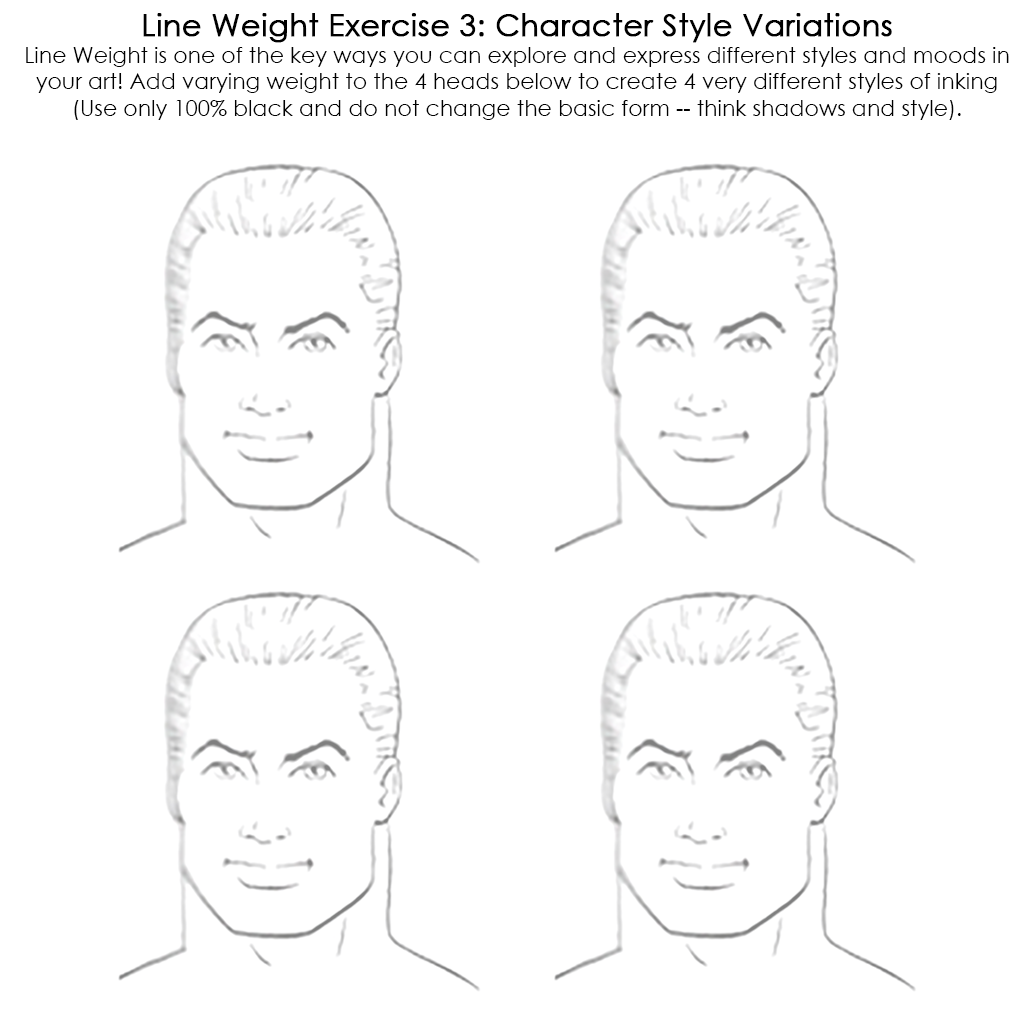 Line Weight Exercise 3: Character Style Variations
Line Weight is one of the key ways you can explore and express different styles and moods in
your art! Add varying weight to the 4 heads below to create 4 very different styles of inking
(Use only 100% black and do not change the basic form -- think shadows and style).